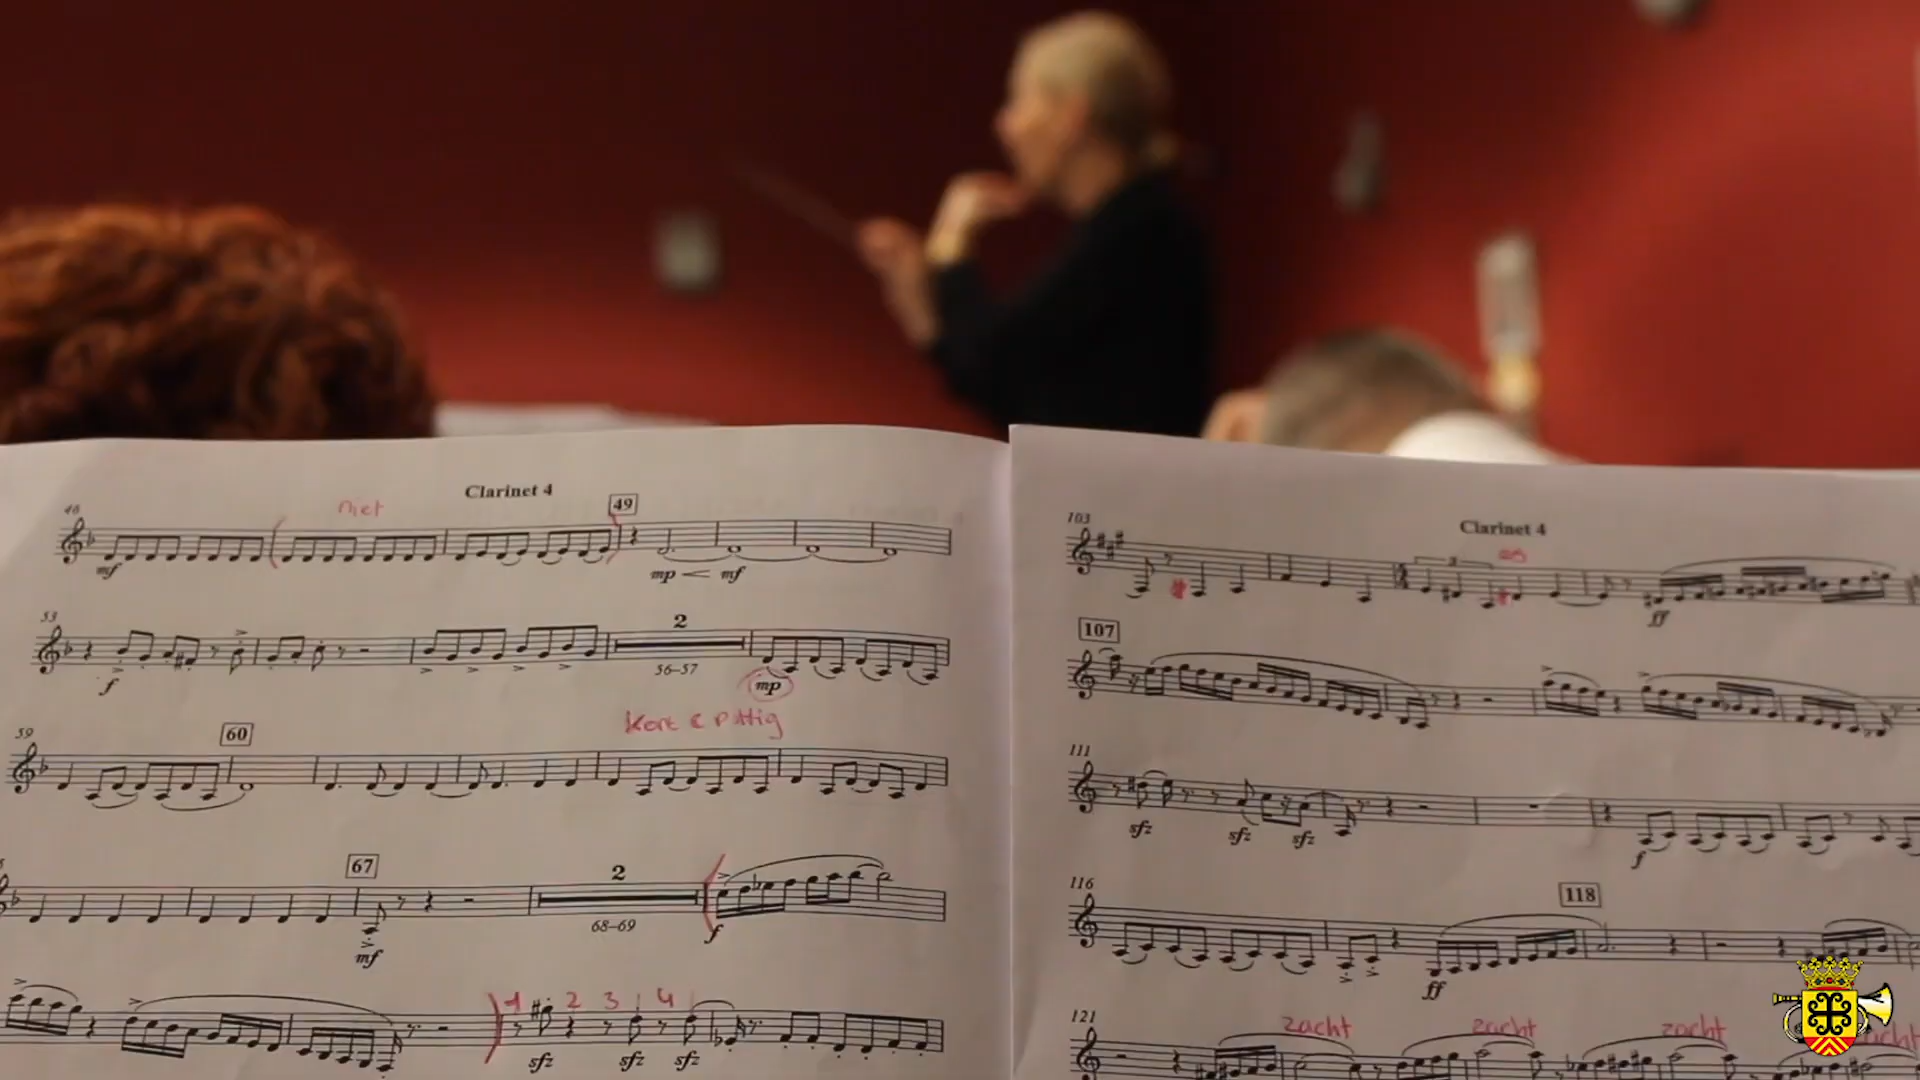 Clarinet 4
46 niet 49
mf mp mf
53 2
f 56–57 mp
kort & pittig
59 60
67 2
mf 68–69 f
1 2 3 4
sfz sfz sfz
Clarinet 4
103 3
ff
107
111
sfz sfz sfz f
116 118
ff
121 zacht zacht zacht zacht